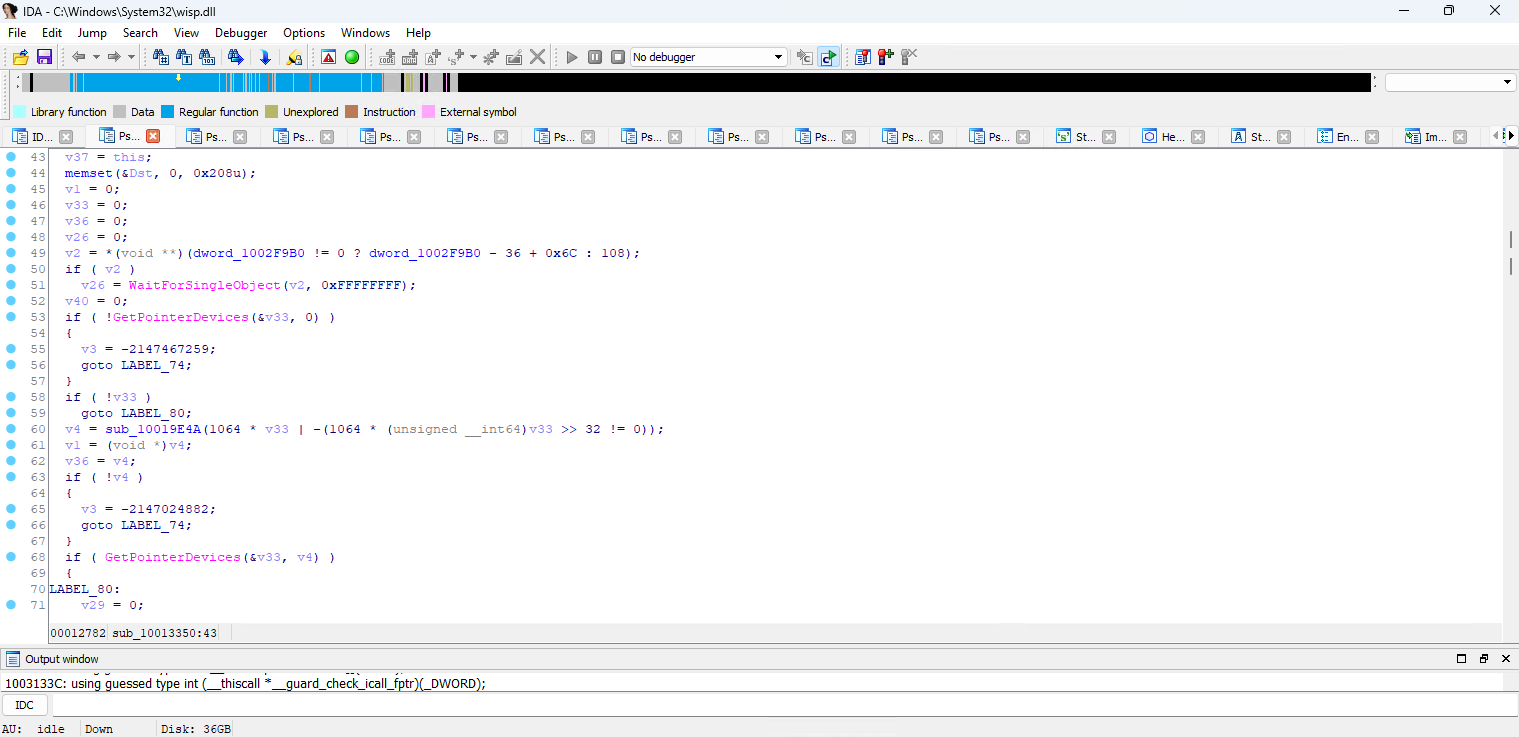 IDA - C:\Windows\System32\wisp.dll
File Edit Jump Search View Debugger Options Windows Help
No debugger
Library function Data Regular function Unexplored Instruction External symbol
ID... Ps... Ps... Ps... Ps... Ps... Ps... Ps... Ps... Ps... Ps... Ps... St... He... St... En... Im...
43 v37 = this;
44 memset(&Dst, 0, 0x208u);
45 v1 = 0;
46 v33 = 0;
47 v36 = 0;
48 v26 = 0;
49 v2 = *(void **)(dword_1002F9B0 != 0 ? dword_1002F9B0 - 36 + 0x6C : 108);
50 if ( v2 )
51 v26 = WaitForSingleObject(v2, 0xFFFFFFFF);
52 v40 = 0;
53 if ( !GetPointerDevices(&v33, 0) )
54 {
55 v3 = -2147467259;
56 goto LABEL_74;
57 }
58 if ( !v33 )
59 goto LABEL_80;
60 v4 = sub_10019E4A(1064 * v33 | -(1064 * (unsigned __int64)v33 >> 32 != 0));
61 v1 = (void *)v4;
62 v36 = v4;
63 if ( !v4 )
64 {
65 v3 = -2147024882;
66 goto LABEL_74;
67 }
68 if ( GetPointerDevices(&v33, v4) )
69 {
70 LABEL_80:
71 v29 = 0;
00012782 sub_10013350:43
Output window
1003133C: using guessed type int (__thiscall *__guard_check_icall_fptr)(_DWORD);
IDC
AU: idle Down Disk: 36GB